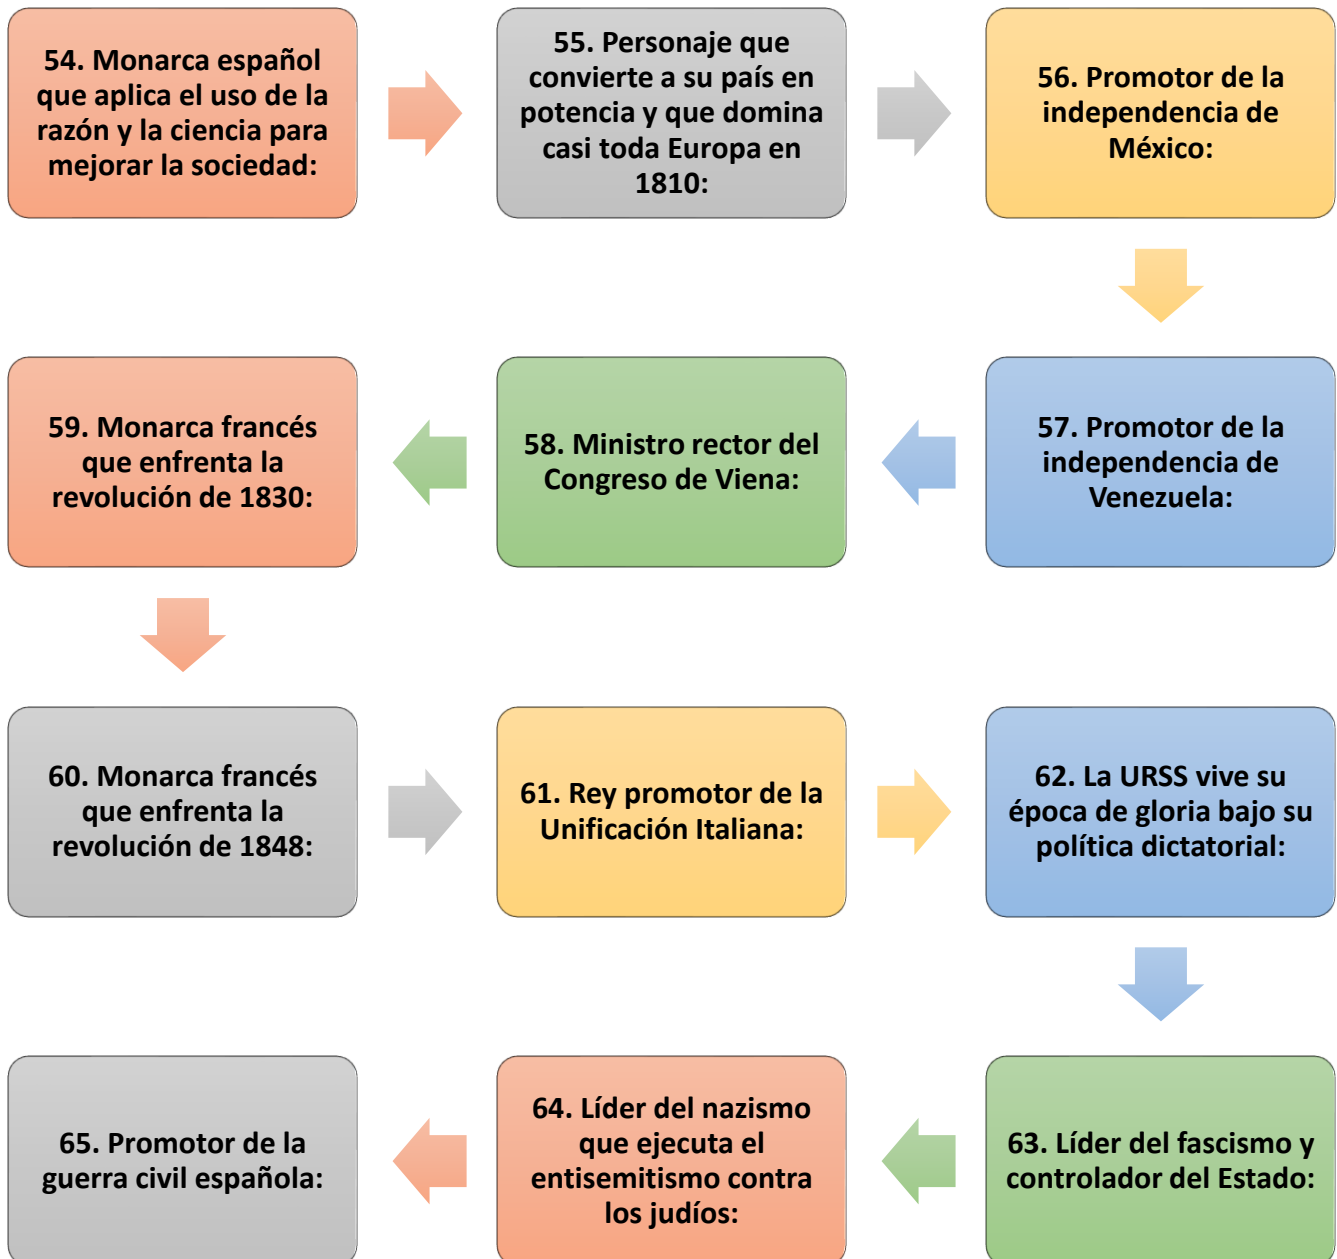 54. Monarca español
que aplica el uso de la
razón y la ciencia para
mejorar la sociedad:
55. Personaje que
convierte a su país en
potencia y que domina
casi toda Europa en
1810:
56. Promotor de la
independencia de
México:
57. Promotor de la
independencia de
Venezuela:
58. Ministro rector del
Congreso de Viena:
59. Monarca francés
que enfrenta la
revolución de 1830:
60. Monarca francés
que enfrenta la
revolución de 1848:
61. Rey promotor de la
Unificación Italiana:
62. La URSS vive su
época de gloria bajo su
política dictatorial:
63. Líder del fascismo y
controlador del Estado:
64. Líder del nazismo
que ejecuta el
entisemitismo contra
los judíos:
65. Promotor de la
guerra civil española: